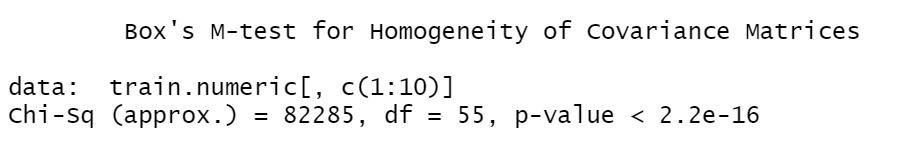 Box's M-test for Homogeneity of Covariance Matrices
data:  train.numeric[, c(1:10)]
Chi-Sq (approx.) = 82285, df = 55, p-value < 2.2e-16